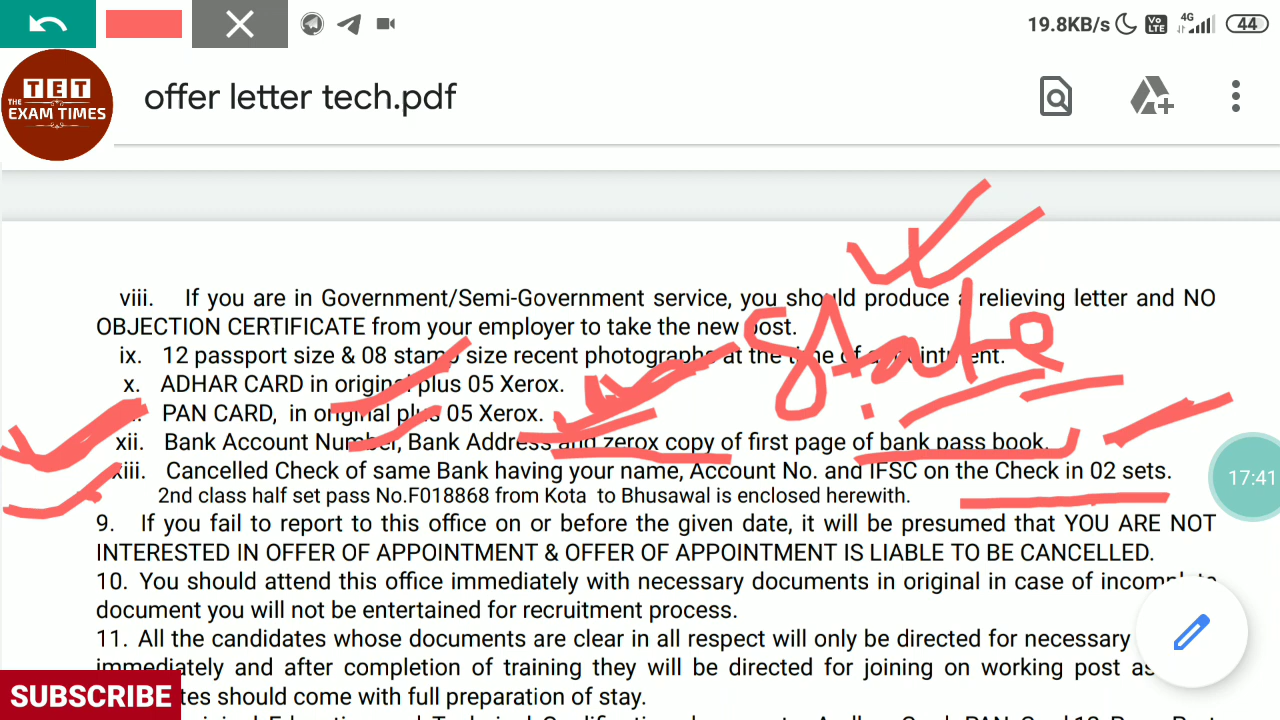 19.8KB/s Vo LTE 4G 44
TET
THE
EXAM TIMES
offer letter tech.pdf
viii. If you are in Government/Semi-Government service, you should produce a relieving letter and NO
OBJECTION CERTIFICATE from your employer to take the new post.
State
ix. 12 passport size & 08 stamp size recent photographs at the time of appointment.
x. ADHAR CARD in original plus 05 Xerox.
PAN CARD, in original plus 05 Xerox.
xii. Bank Account Number, Bank Address and zerox copy of first page of bank pass book.
xiii. Cancelled Check of same Bank having your name, Account No. and IFSC on the Check in 02 sets.
17:41
2nd class half set pass No.F018868 from Kota to Bhusawal is enclosed herewith.
9. If you fail to report to this office on or before the given date, it will be presumed that YOU ARE NOT
INTERESTED IN OFFER OF APPOINTMENT & OFFER OF APPOINTMENT IS LIABLE TO BE CANCELLED.
10. You should attend this office immediately with necessary documents in original in case of incomplete
document you will not be entertained for recruitment process.
11. All the candidates whose documents are clear in all respect will only be directed for necessary
immediately and after completion of training they will be directed for joining on working post
should come with full preparation of stay.
SUBSCRIBE